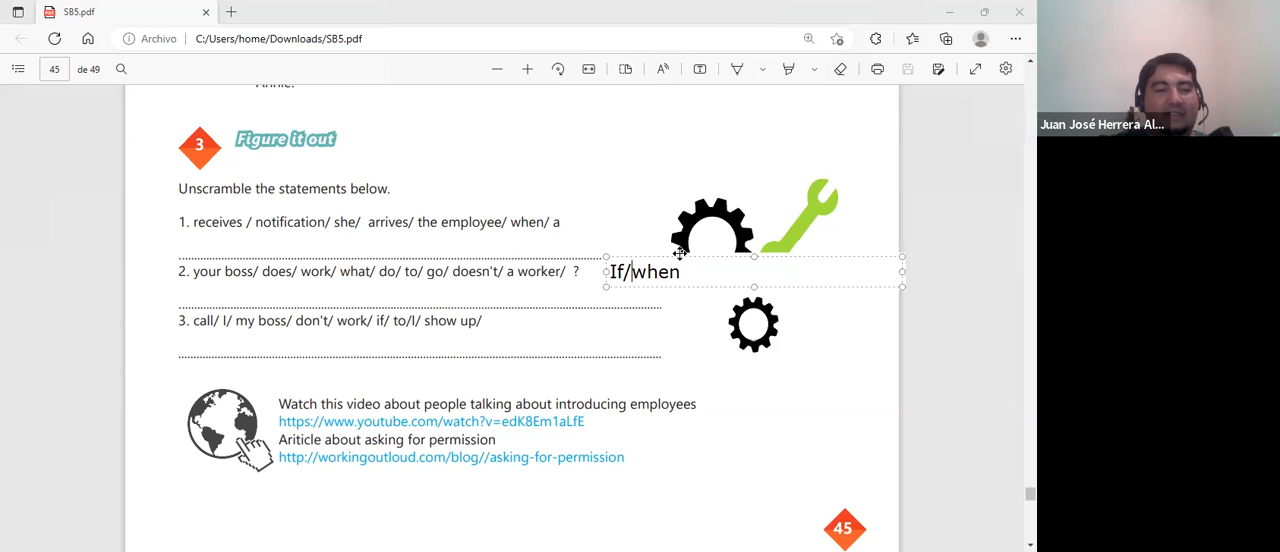 SB5.pdf
Archivo C:/Users/home/Downloads/SB5.pdf
45 de 49
Annie.
3 Figure it out
Unscramble the statements below.
1. receives / notification/ she/ arrives/ the employee/ when/ a
2. your boss/ does/ work/ what/ do/ to/ go/ doesn't/ a worker/ ?
If/when
3. call/ I/ my boss/ don't/ work/ if/ to/I/ show up/
Watch this video about people talking about introducing employees
https://www.youtube.com/watch?v=edK8Em1aLfE
Ariticle about asking for permission
http://workingoutloud.com/blog//asking-for-permission
45
Juan José Herrera Al...